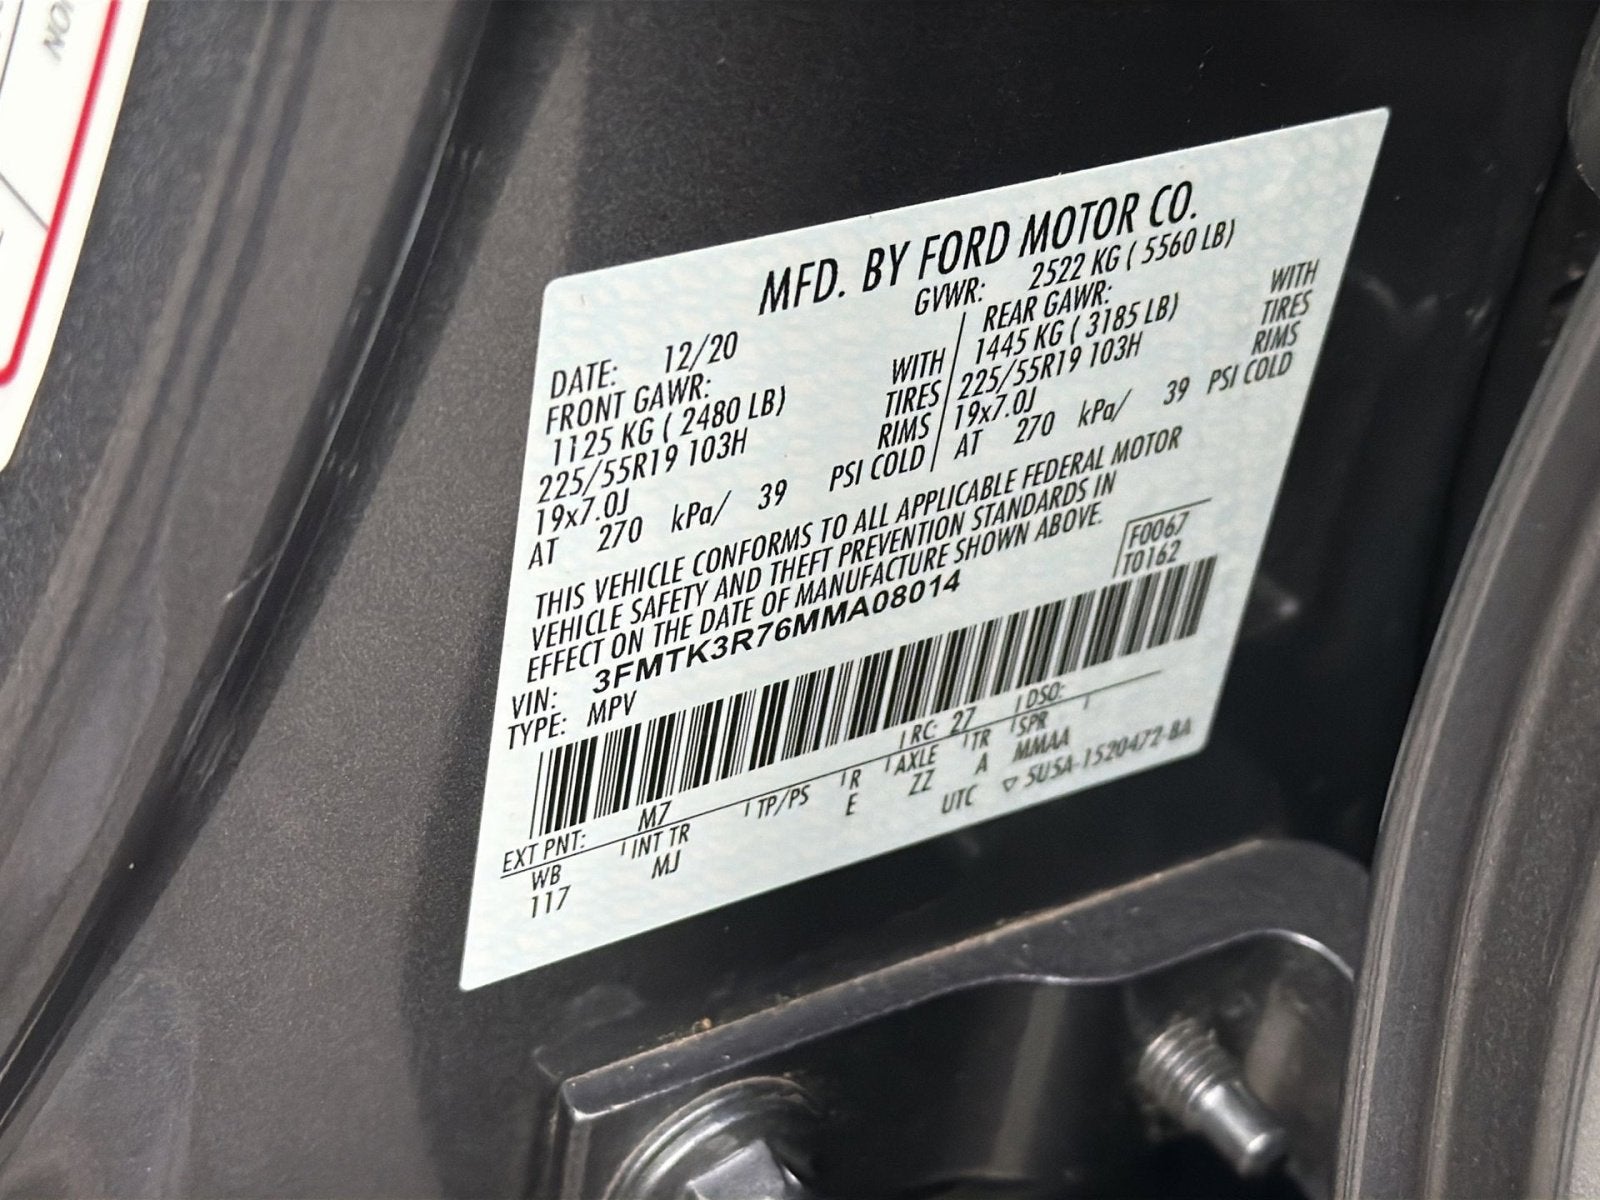 MFD. BY FORD MOTOR CO.
DATE: 12/20 GVWR: 2522 KG ( 5560 LB)
FRONT GAWR: WITH REAR GAWR: WITH
1125 KG ( 2480 LB) TIRES 1445 KG ( 3185 LB) TIRES
225/55R19 103H RIMS 225/55R19 103H RIMS
19x7.0J PSI COLD 19x7.0J PSI COLD
AT 270 kPa/ 39 AT 270 kPa/ 39
THIS VEHICLE CONFORMS TO ALL APPLICABLE FEDERAL MOTOR
VEHICLE SAFETY AND THEFT PREVENTION STANDARDS IN
EFFECT ON THE DATE OF MANUFACTURE SHOWN ABOVE.
VIN: 3FMTK3R76MMA08014 F0067
TYPE: MPV T0162
EXT PNT: M7 RC: 27 DSO:
WB INT TR TP/PS R AXLE TR SPR
117 MJ E ZZ A MMAA
UTC ▽ 5U5A-1520472-BA